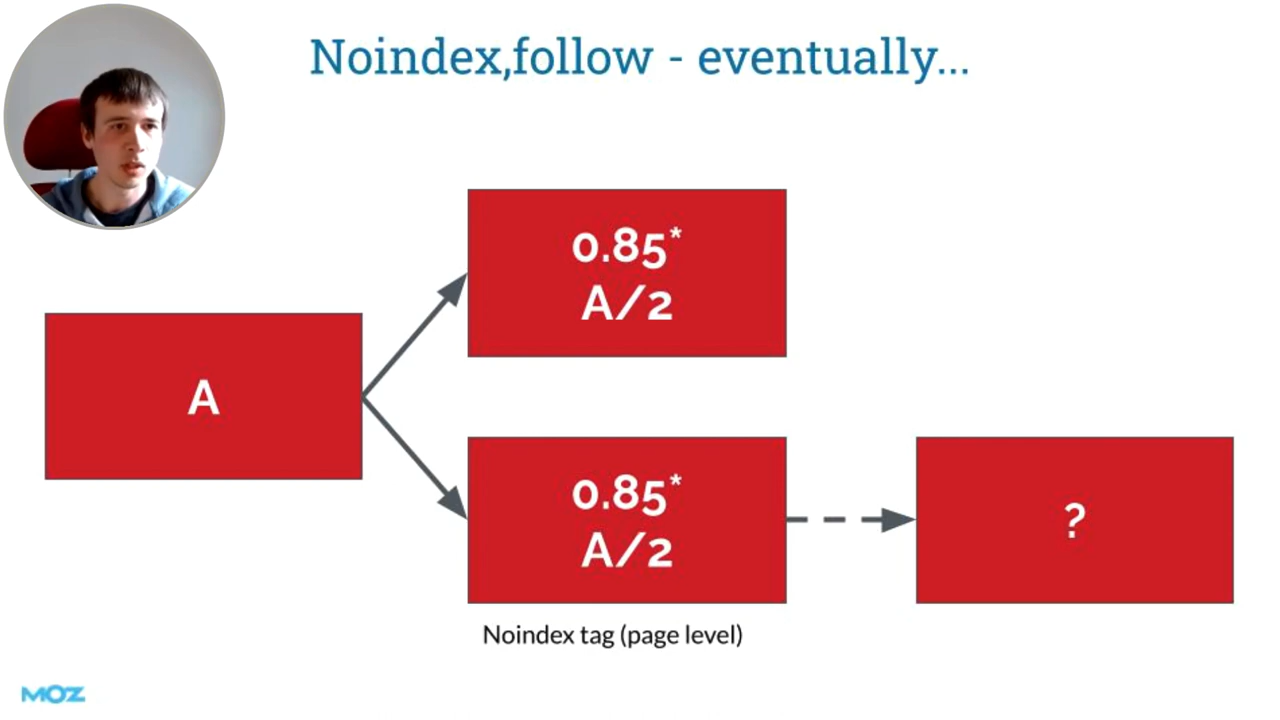 Noindex,follow - eventually...
0.85*
A/2
A
0.85*
A/2
?
Noindex tag (page level)
MOZ